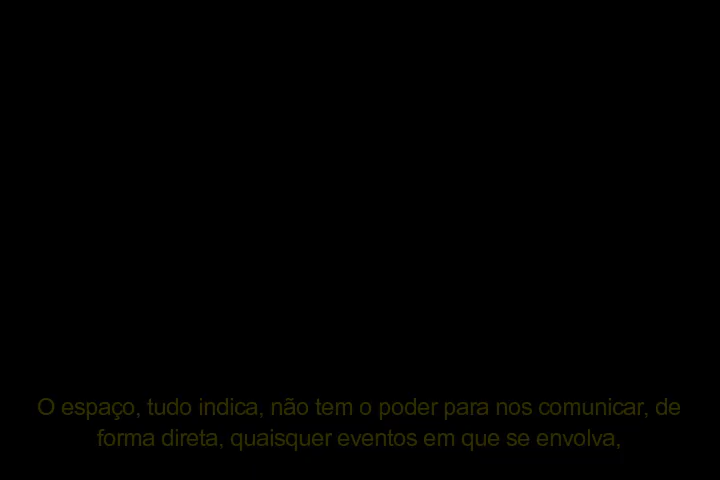 O espaço, tudo indica, não tem o poder para nos comunicar, de
forma direta, quaisquer eventos em que se envolva,